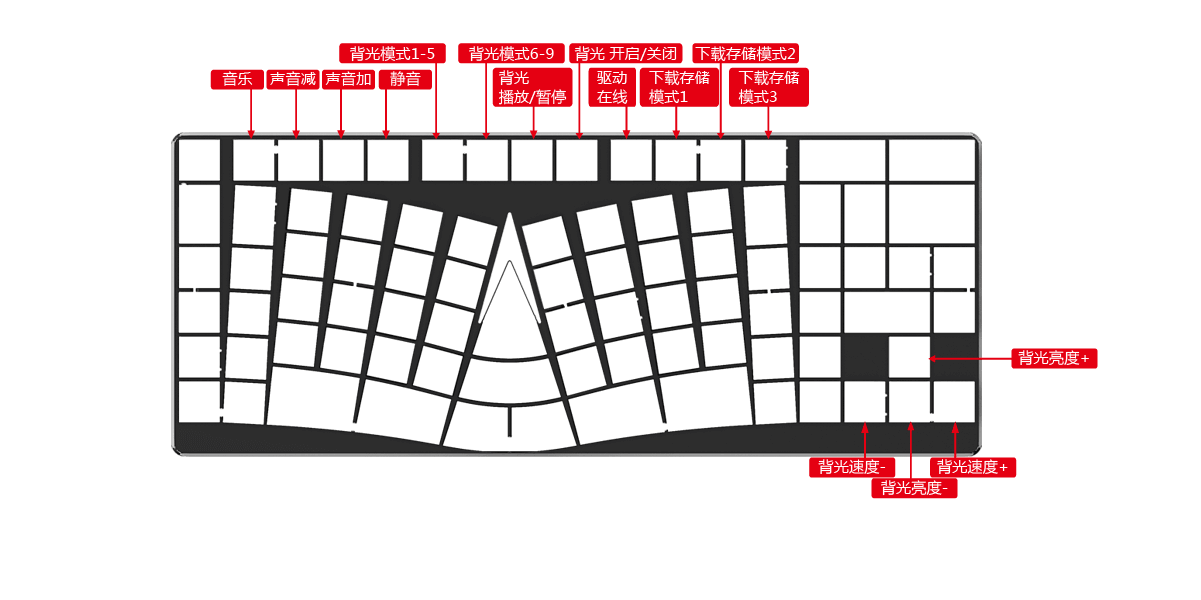 背光模式1-5
背光模式6-9
背光 开启/关闭
下载存储模式2
音乐
声音减
声音加
静音
背光
播放/暂停
驱动
在线
下载存储
模式1
下载存储
模式3
背光亮度+
背光速度-
背光速度+
背光亮度-